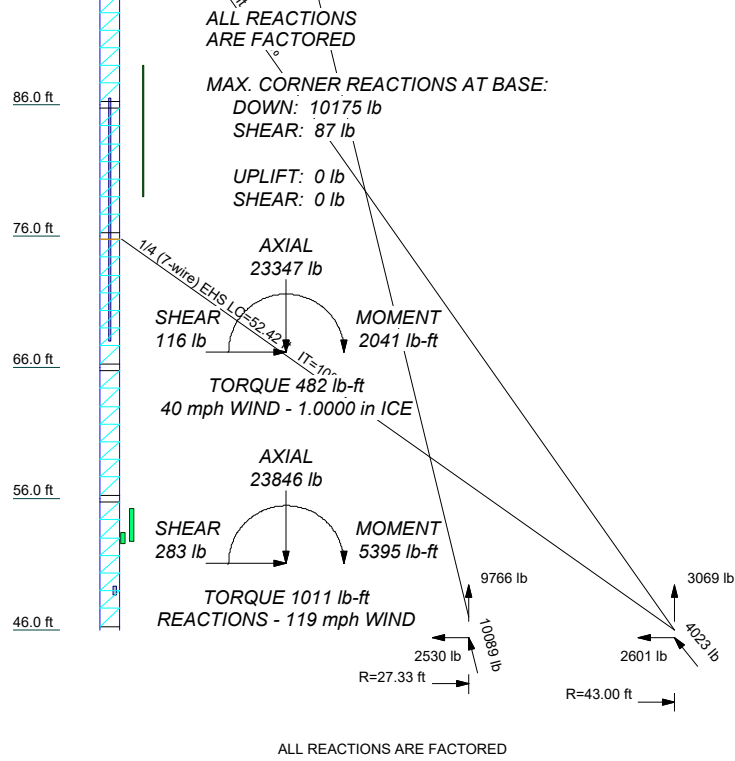 ALL REACTIONS
ARE FACTORED
MAX. CORNER REACTIONS AT BASE:
DOWN: 10175 lb
SHEAR: 87 lb
UPLIFT: 0 lb
SHEAR: 0 lb
86.0 ft
76.0 ft
66.0 ft
56.0 ft
46.0 ft
1/4 (7-wire) EHS
AXIAL
23347 lb
SHEAR
116 lb
MOMENT
2041 lb-ft
TORQUE 482 lb-ft
40 mph WIND - 1.0000 in ICE
AXIAL
23846 lb
SHEAR
283 lb
MOMENT
5395 lb-ft
TORQUE 1011 lb-ft
REACTIONS - 119 mph WIND
9766 lb
10089 lb
2530 lb
R=27.33 ft
3069 lb
4023 lb
2601 lb
R=43.00 ft
ALL REACTIONS ARE FACTORED